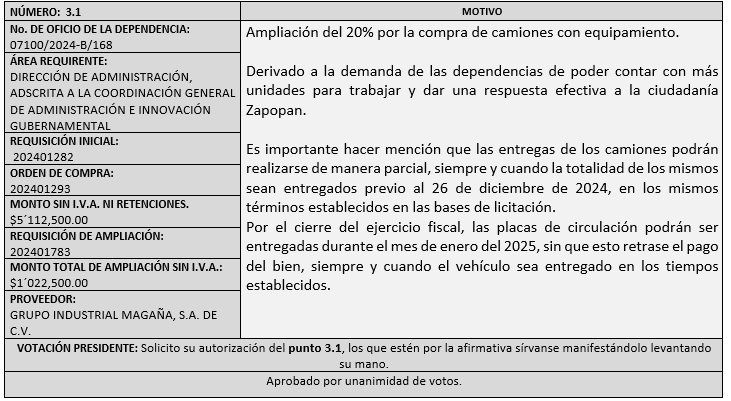 NÚMERO: 3.1
MOTIVO
No. DE OFICIO DE LA DEPENDENCIA:
07100/2024-B/168
ÁREA REQUIRENTE:
DIRECCIÓN DE ADMINISTRACIÓN,
ADSCRITA A LA COORDINACIÓN GENERAL
DE ADMINISTRACIÓN E INNOVACIÓN
GUBERNAMENTAL
REQUISICIÓN INICIAL:
202401282
ORDEN DE COMPRA:
202401293
MONTO SIN I.V.A. NI RETENCIONES.
$5´112,500.00
REQUISICIÓN DE AMPLIACIÓN:
202401783
MONTO TOTAL DE AMPLIACIÓN SIN I.V.A.:
$1´022,500.00
PROVEEDOR:
GRUPO INDUSTRIAL MAGAÑA, S.A. DE
C.V.
Ampliación del 20% por la compra de camiones con equipamiento.
Derivado a la demanda de las dependencias de poder contar con más
unidades para trabajar y dar una respuesta efectiva a la ciudadanía
Zapopan.
Es importante hacer mención que las entregas de los camiones podrán
realizarse de manera parcial, siempre y cuando la totalidad de los mismos
sean entregados previo al 26 de diciembre de 2024, en los mismos
términos establecidos en las bases de licitación.
Por el cierre del ejercicio fiscal, las placas de circulación podrán ser
entregadas durante el mes de enero del 2025, sin que esto retrase el pago
del bien, siempre y cuando el vehículo sea entregado en los tiempos
establecidos.
VOTACIÓN PRESIDENTE: Solicito su autorización del punto 3.1, los que estén por la afirmativa sírvanse manifestándolo levantando
su mano.
Aprobado por unanimidad de votos.